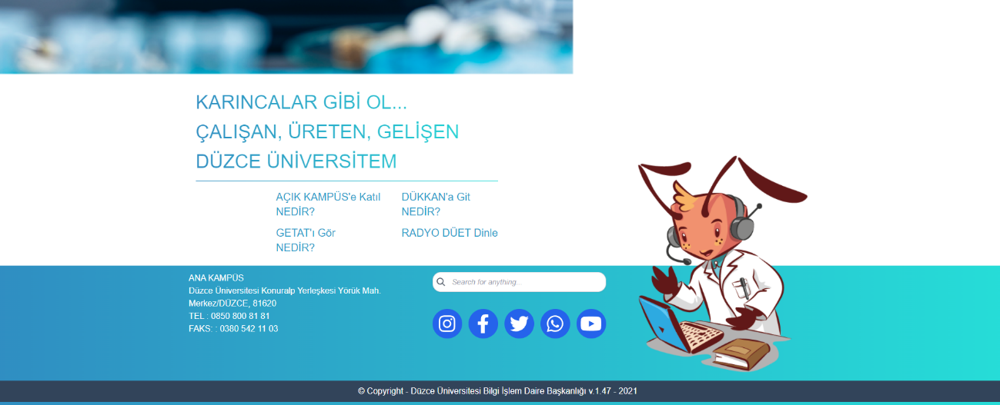 KARINCALAR GİBİ OL...
ÇALIŞAN, ÜRETEN, GELİŞEN
DÜZCE ÜNİVERSİTEM
AÇIK KAMPÜS'e Katıl
NEDİR?
DÜKKAN'a Git
NEDİR?
GETAT'ı Gör
NEDİR?
RADYO DÜET Dinle
ANA KAMPÜS
Düzce Üniversitesi Konuralp Yerleşkesi Yörük Mah.
Merkez/DÜZCE, 81620
TEL : 0850 800 81 81
FAKS: : 0380 542 11 03
Search for anything...
© Copyright - Düzce Üniversitesi Bilgi İşlem Daire Başkanlığı v.1.47 - 2021